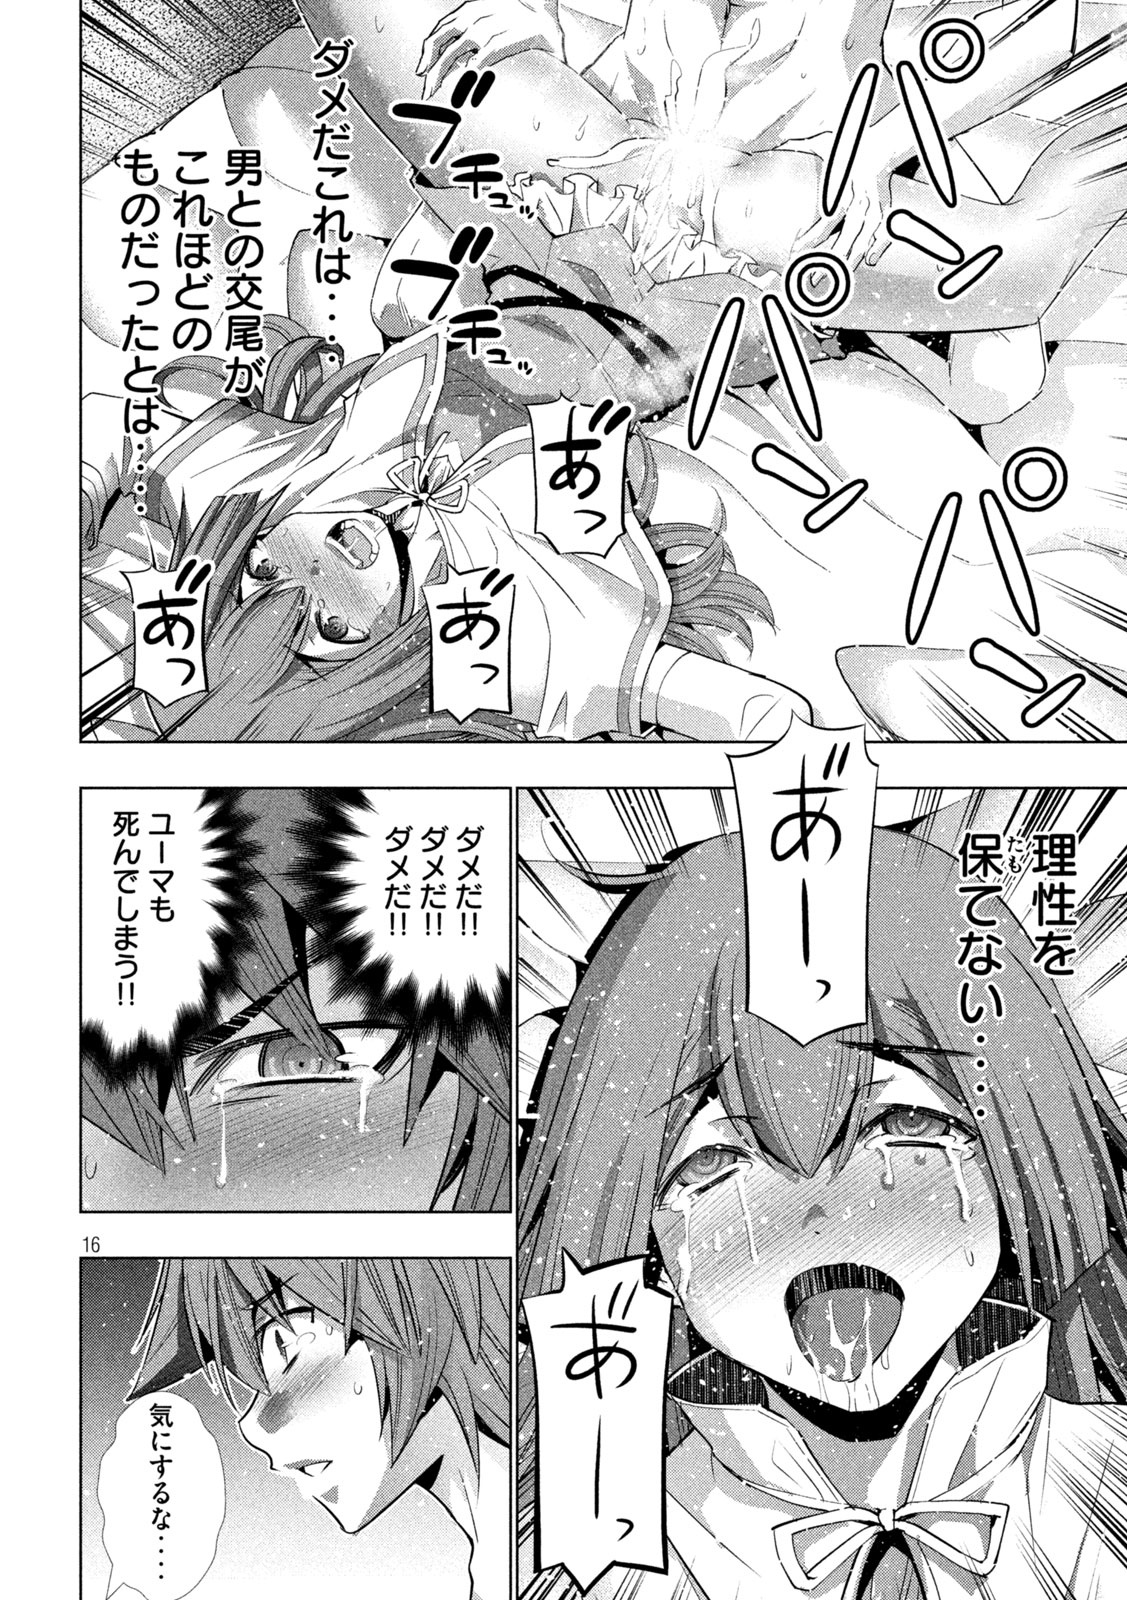 パンッ
パンッ
パンッ
ブチュッ
ブチュッ
ダメだこれは‥‥
男との交尾が
これほどの
ものだったとは‥‥
あっ
あっ
あっ
理性を
保てない‥‥
たも
あーっ
あーっ
ダメだ!!
ダメだ!!
ダメだ!!
ユーマも
死んでしまう!!
16
気にするな‥‥